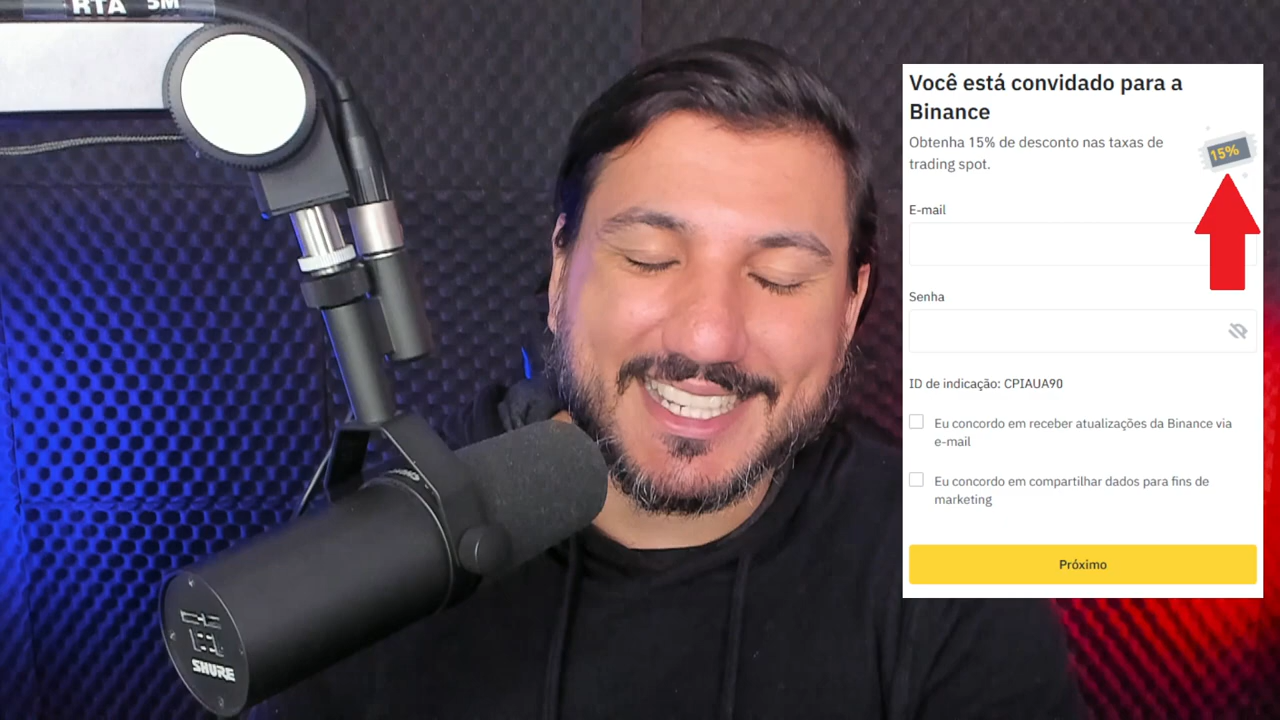 RTA 5M
SHURE
Você está convidado para a
Binance
Obtenha 15% de desconto nas taxas de
trading spot.
15%
E-mail
Senha
ID de indicação: CPIAUA90
Eu concordo em receber atualizações da Binance via
e-mail
Eu concordo em compartilhar dados para fins de
marketing
Próximo